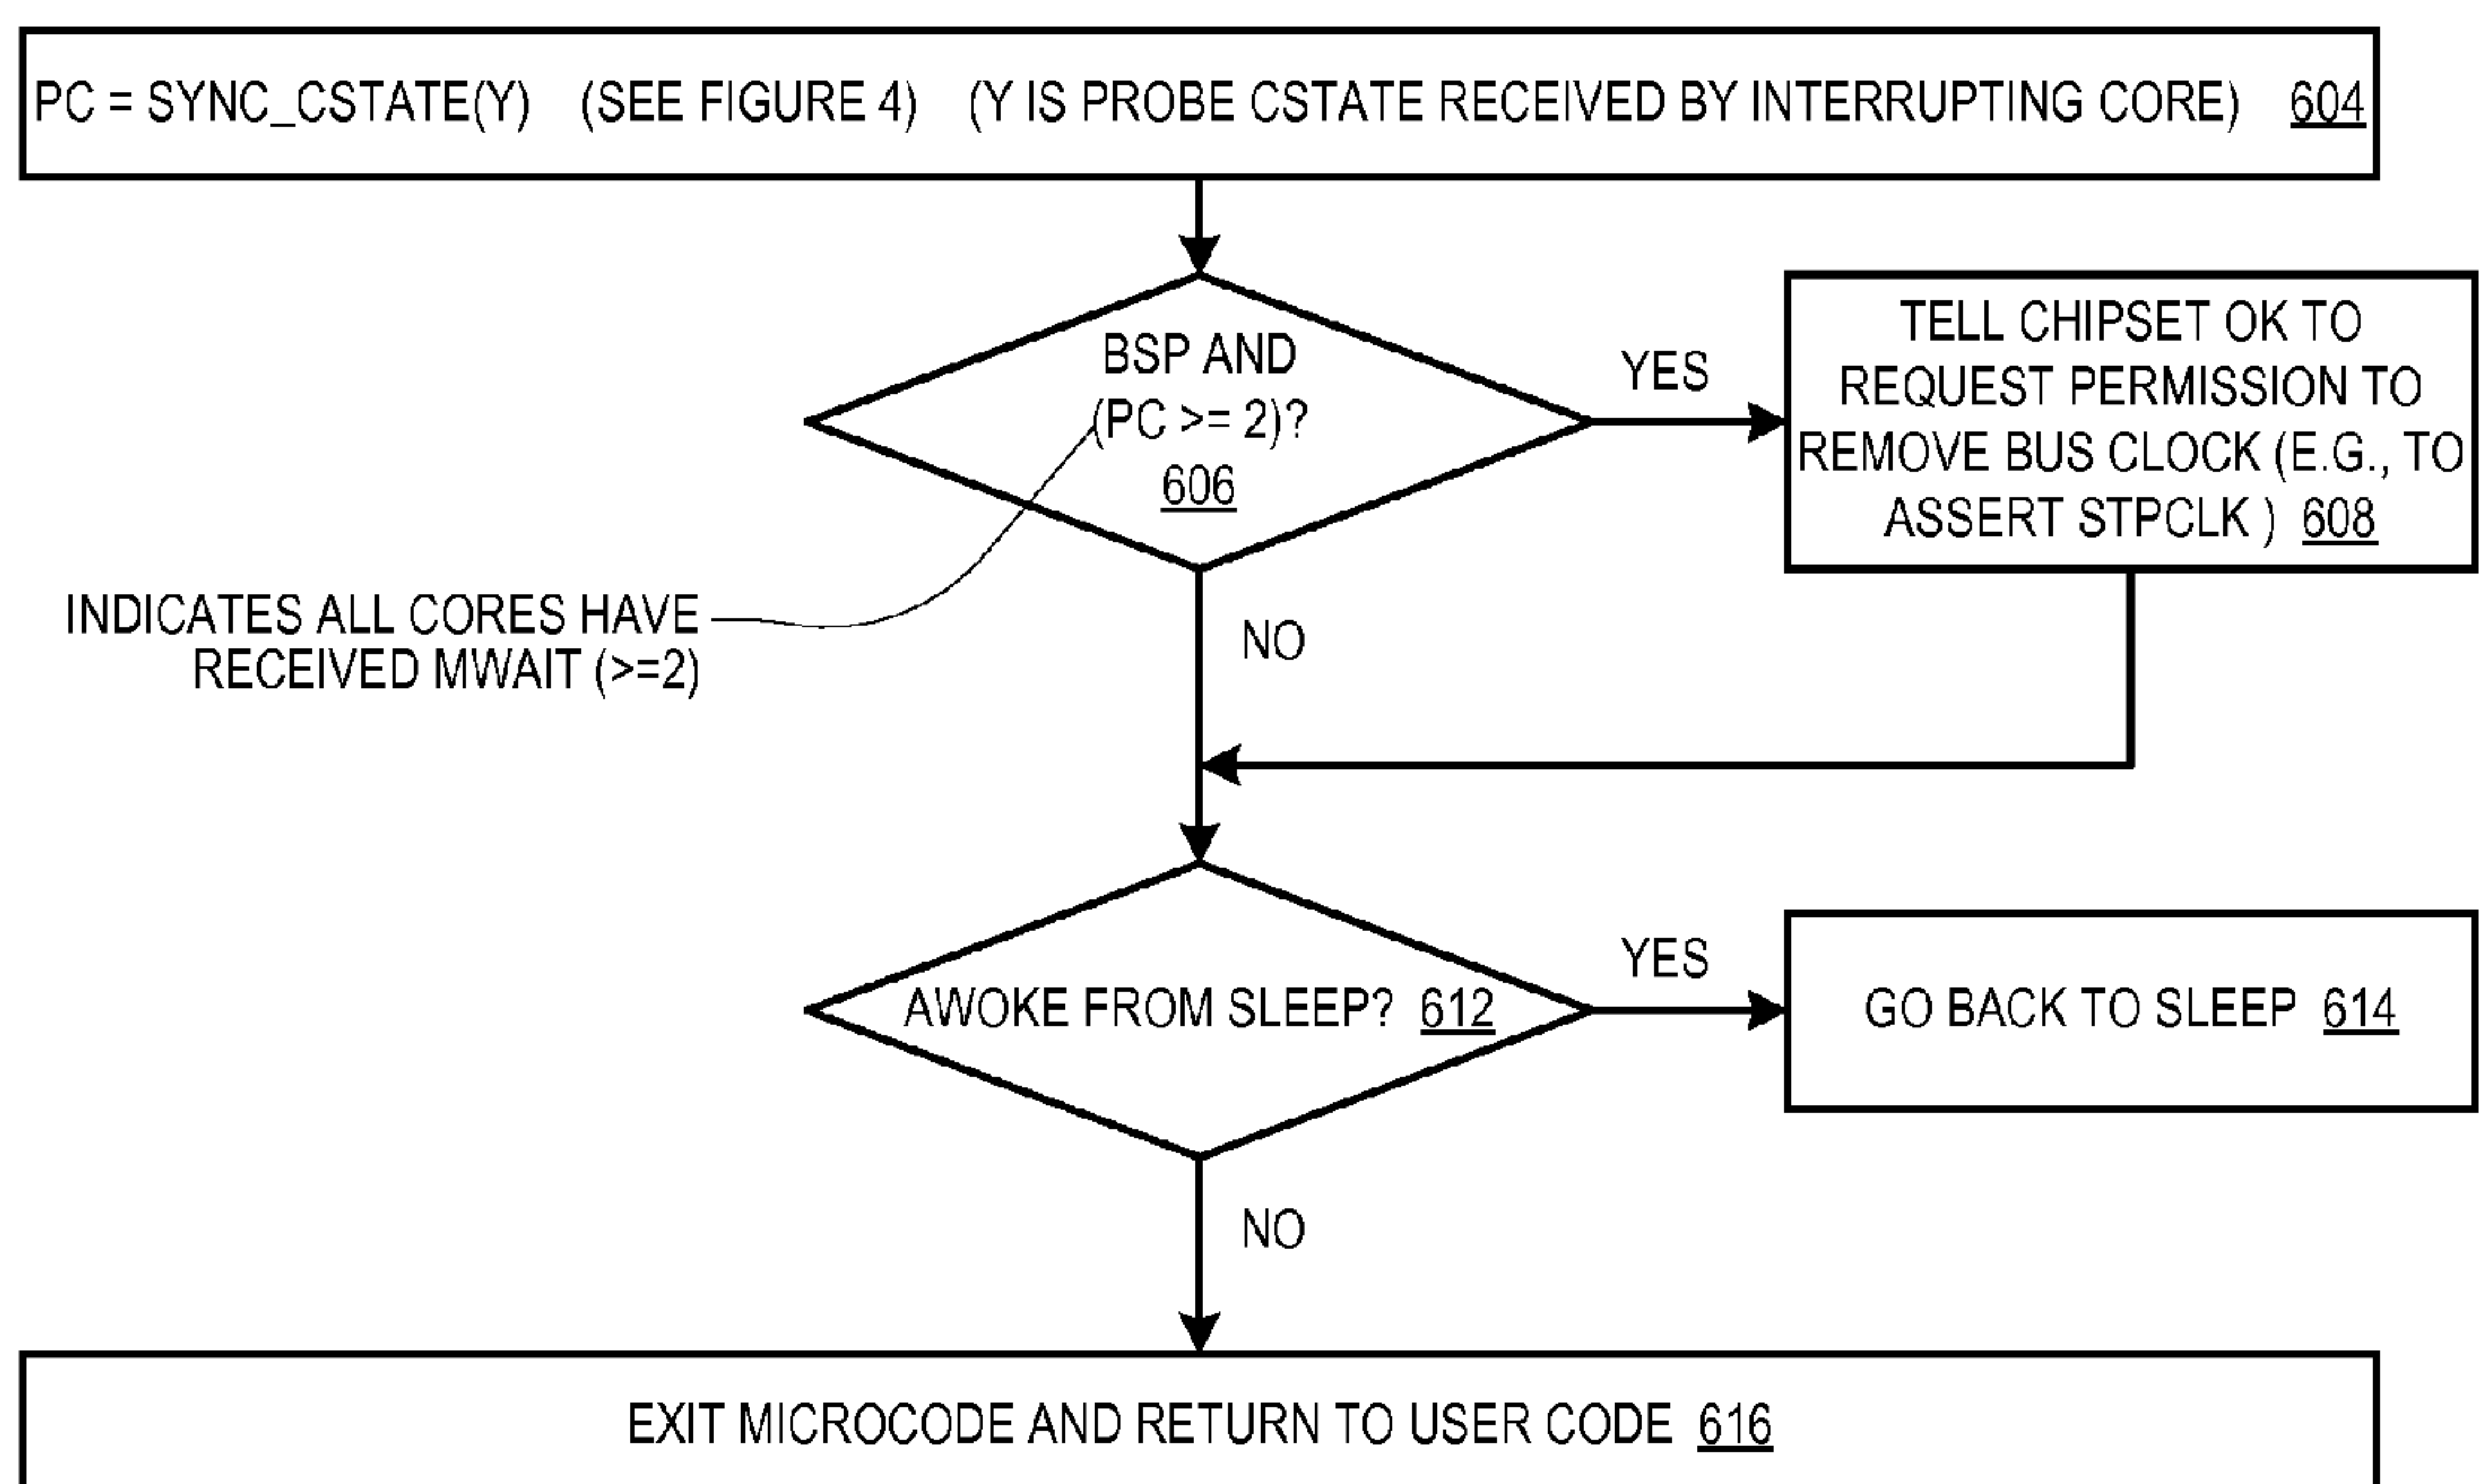 PC = SYNC_CSTATE(Y) (SEE FIGURE 4) (Y IS PROBE CSTATE RECEIVED BY INTERRUPTING CORE) 604
BSP AND
(PC >= 2)?
606
YES
TELL CHIPSET OK TO
REQUEST PERMISSION TO
REMOVE BUS CLOCK (E.G., TO
ASSERT STPCLK ) 608
INDICATES ALL CORES HAVE
RECEIVED MWAIT (>=2)
NO
AWOKE FROM SLEEP? 612
YES
GO BACK TO SLEEP 614
NO
EXIT MICROCODE AND RETURN TO USER CODE 616